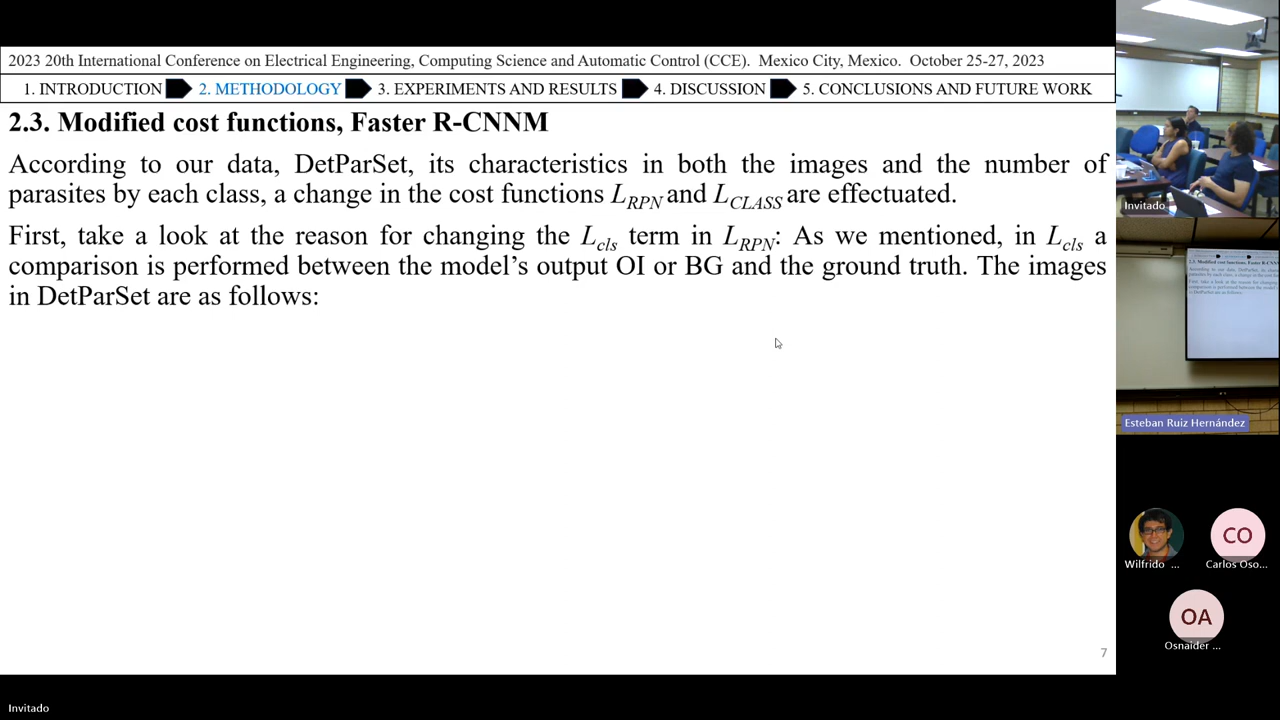 2023 20th International Conference on Electrical Engineering, Computing Science and Automatic Control (CCE). Mexico City, Mexico. October 25-27, 2023
1. INTRODUCTION 2. METHODOLOGY 3. EXPERIMENTS AND RESULTS 4. DISCUSSION 5. CONCLUSIONS AND FUTURE WORK
2.3. Modified cost functions, Faster R-CNNM
According to our data, DetParSet, its characteristics in both the images and the number of
parasites by each class, a change in the cost functions L_RPN and L_CLASS are effectuated.
First, take a look at the reason for changing the L_cls term in L_RPN: As we mentioned, in L_cls a
comparison is performed between the model's output OI or BG and the ground truth. The images
in DetParSet are as follows:
7
Invitado
Esteban Ruíz Hernández
Wilfrido ...
CO
Carlos Oso...
OA
Osnaider ...
Invitado